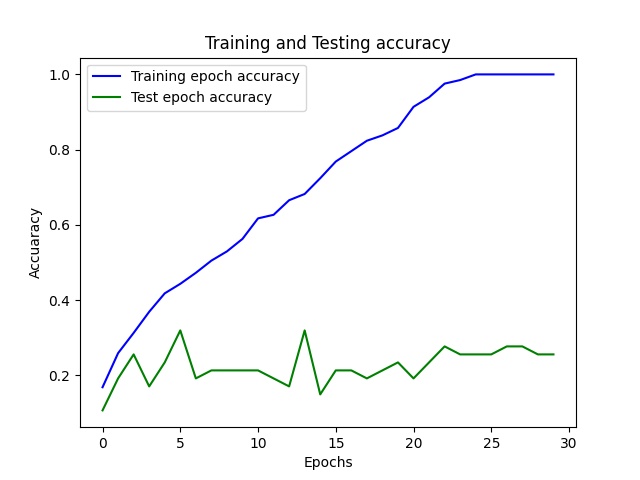 Training and Testing accuracy
Training epoch accuracy
Test epoch accuracy
1.0
0.8
0.6
0.4
0.2
Accuaracy
0 5 10 15 20 25 30
Epochs